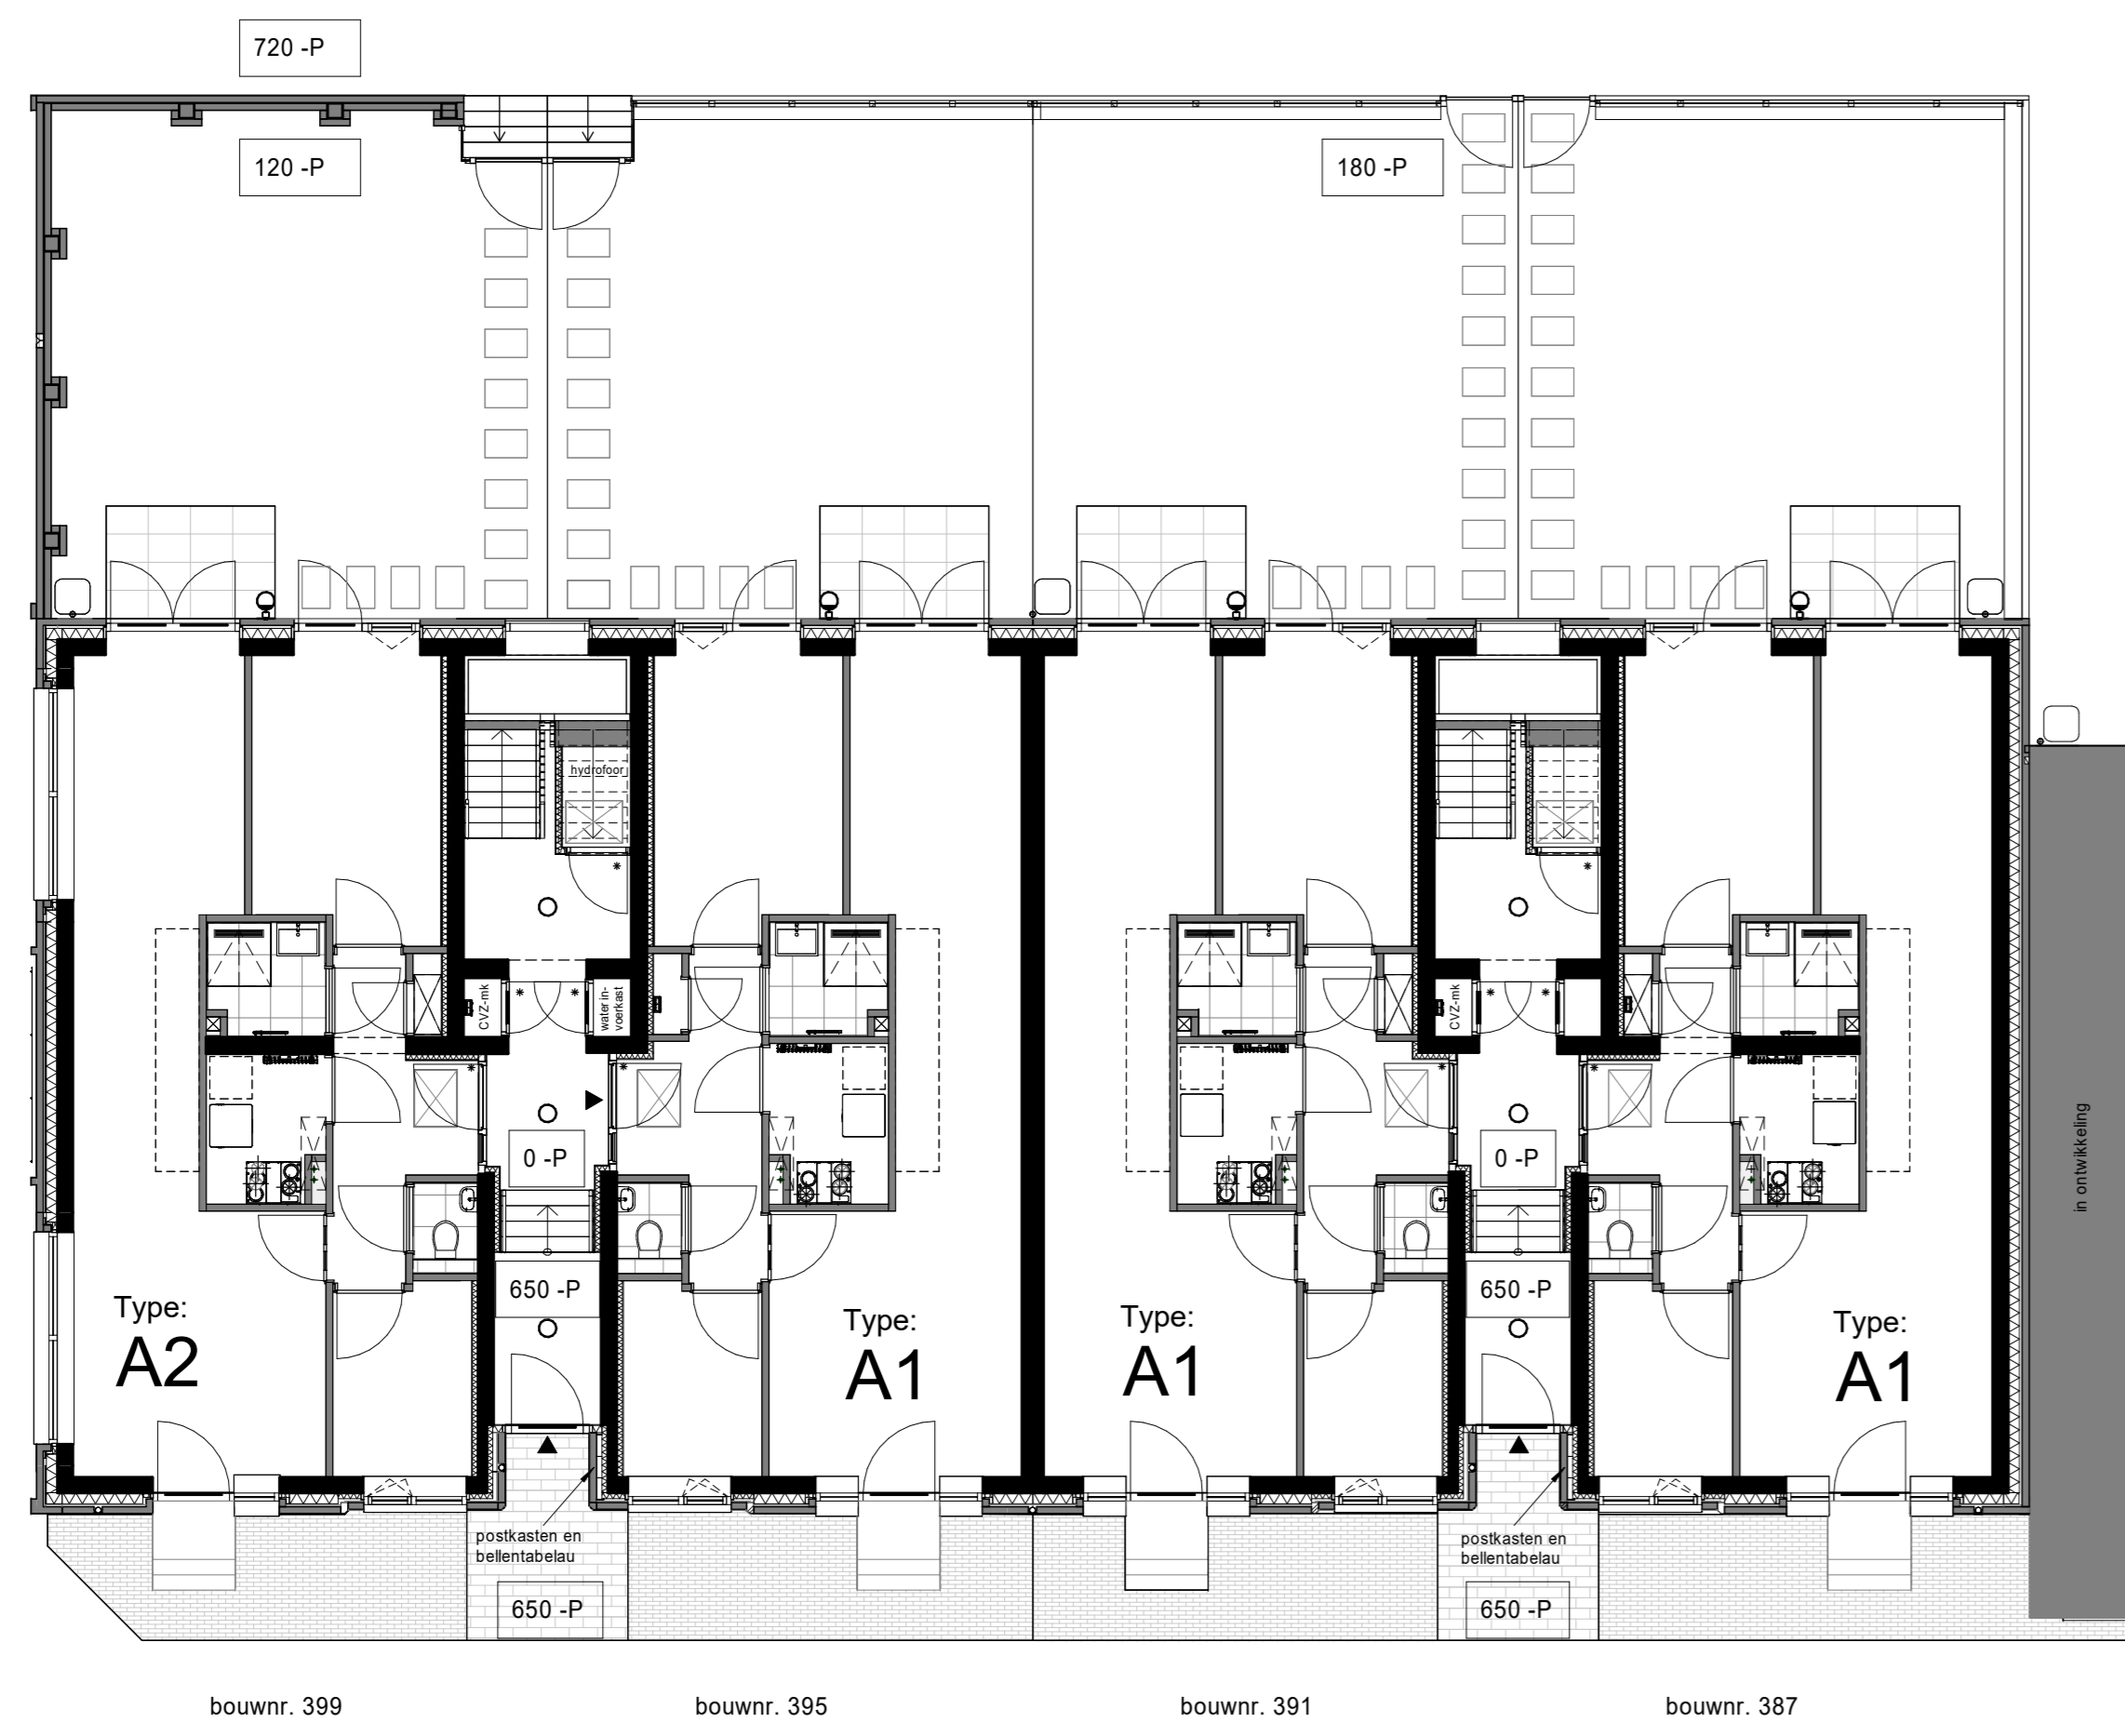 720 -P
120 -P
180 -P
hydrofoor
CVZ-mk
water in-
voerkast
CVZ-mk
0 -P
0 -P
in ontwikkeling
650 -P
650 -P
Type:
A2
Type:
A1
Type:
A1
Type:
A1
postkasten en
bellentabelau
postkasten en
bellentabelau
650 -P
650 -P
bouwnr. 399
bouwnr. 395
bouwnr. 391
bouwnr. 387